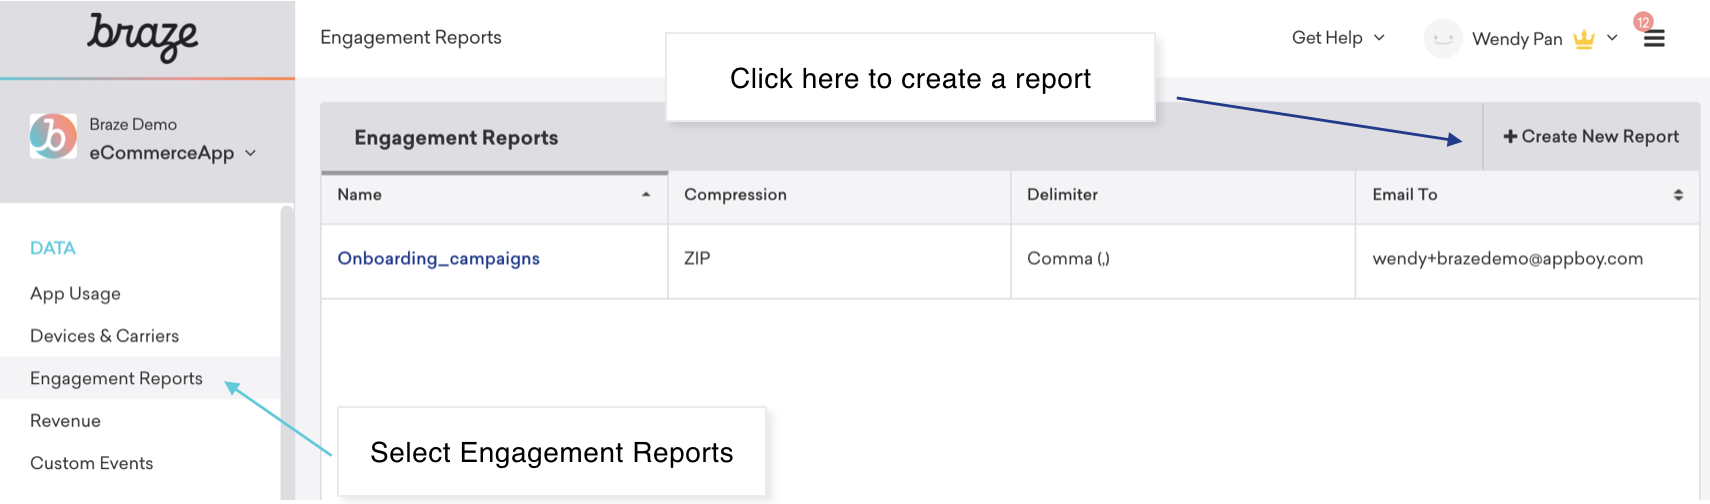 braze
Engagement Reports
Get Help
Wendy Pan
12
Click here to create a report
Braze Demo
eCommerceApp
Engagement Reports
+ Create New Report
Name
Compression
Delimiter
Email To
Onboarding_campaigns
ZIP
Comma (,)
wendy+brazedemo@appboy.com
DATA
App Usage
Devices & Carriers
Engagement Reports
Revenue
Custom Events
Select Engagement Reports